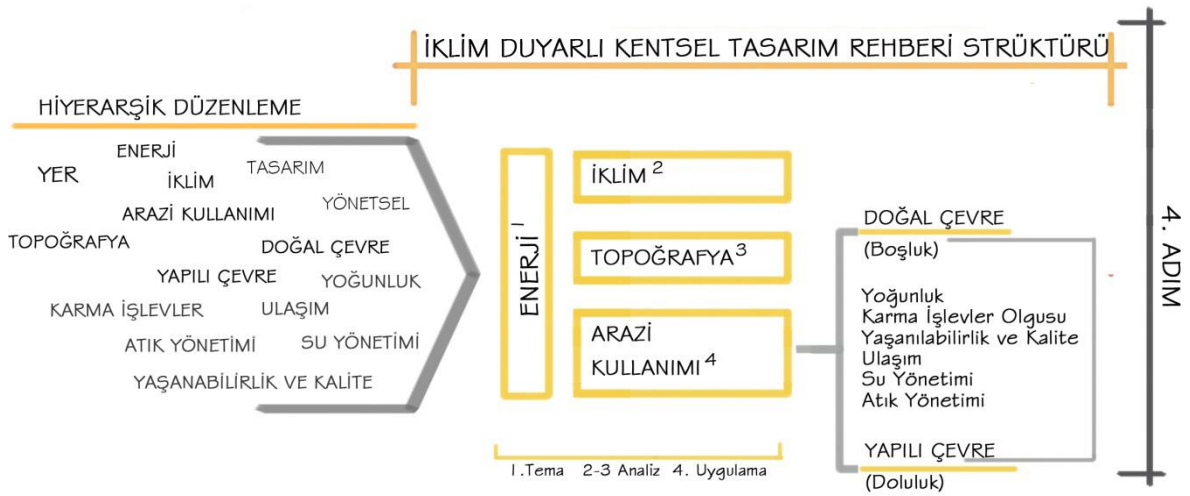 İKLİM DUYARLI KENTSEL TASARIM REHBERİ STRÜKTÜRÜ
HİYERARŞİK DÜZENLEME
ENERJİ
TASARIM
YER
İKLİM
YÖNETSEL
ARAZİ KULLANIMI
TOPOĞRAFYA
DOĞAL ÇEVRE
YAPILI ÇEVRE
YOĞUNLUK
KARMA İŞLEVLER
ULAŞIM
ATIK YÖNETİMİ
SU YÖNETİMİ
YAŞANABİLİRLİK VE KALİTE
ENERJİ 1
İKLİM 2
TOPOĞRAFYA 3
ARAZİ
KULLANIMI 4
1.Tema 2-3 Analiz 4. Uygulama
DOĞAL ÇEVRE
(Boşluk)
Yoğunluk
Karma İşlevler Olgusu
Yaşanılabilirlik ve Kalite
Ulaşım
Su Yönetimi
Atık Yönetimi
YAPILI ÇEVRE
(Doluluk)
4. ADIM